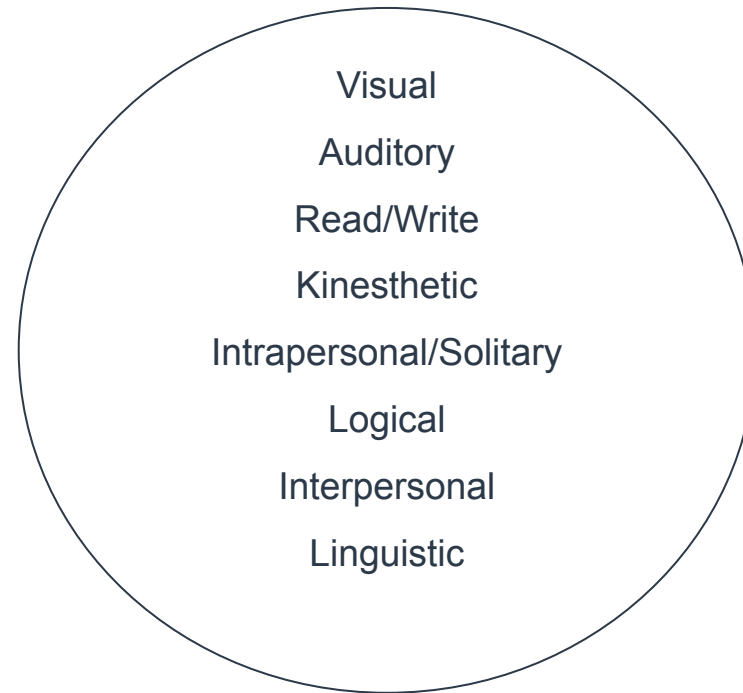 Visual
Auditory
Read/Write
Kinesthetic
Intrapersonal/Solitary
Logical
Interpersonal
Linguistic